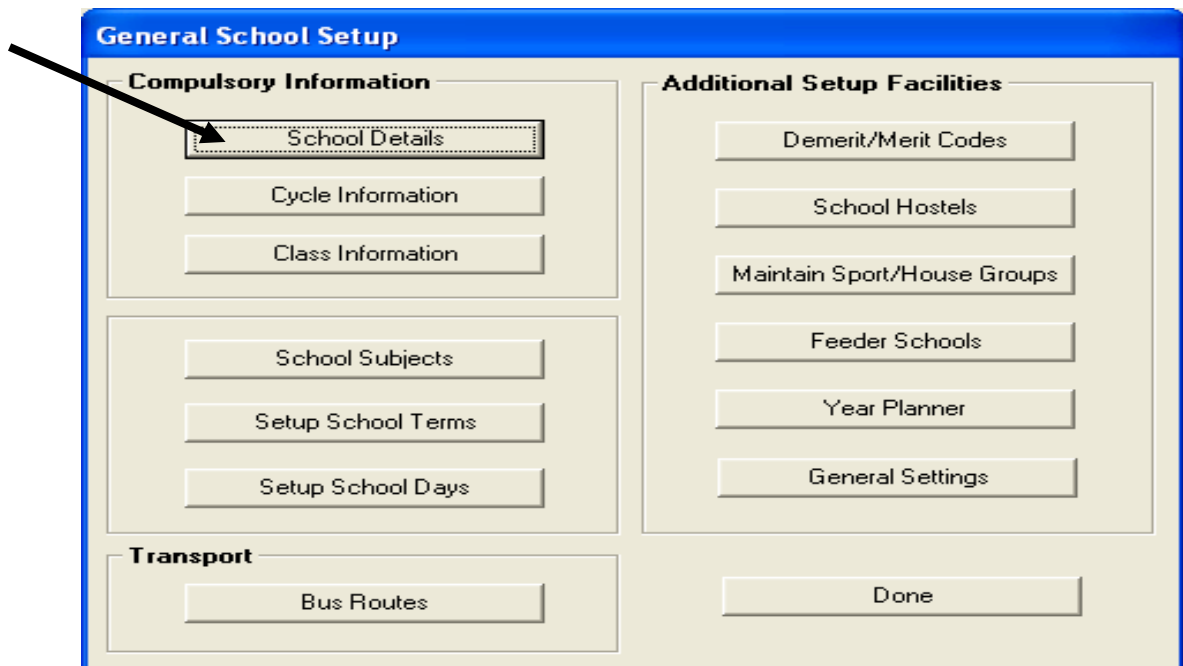 General School Setup
Compulsory Information
School Details
Cycle Information
Class Information
School Subjects
Setup School Terms
Setup School Days
Transport
Bus Routes
Additional Setup Facilities
Demerit/Merit Codes
School Hostels
Maintain Sport/House Groups
Feeder Schools
Year Planner
General Settings
Done